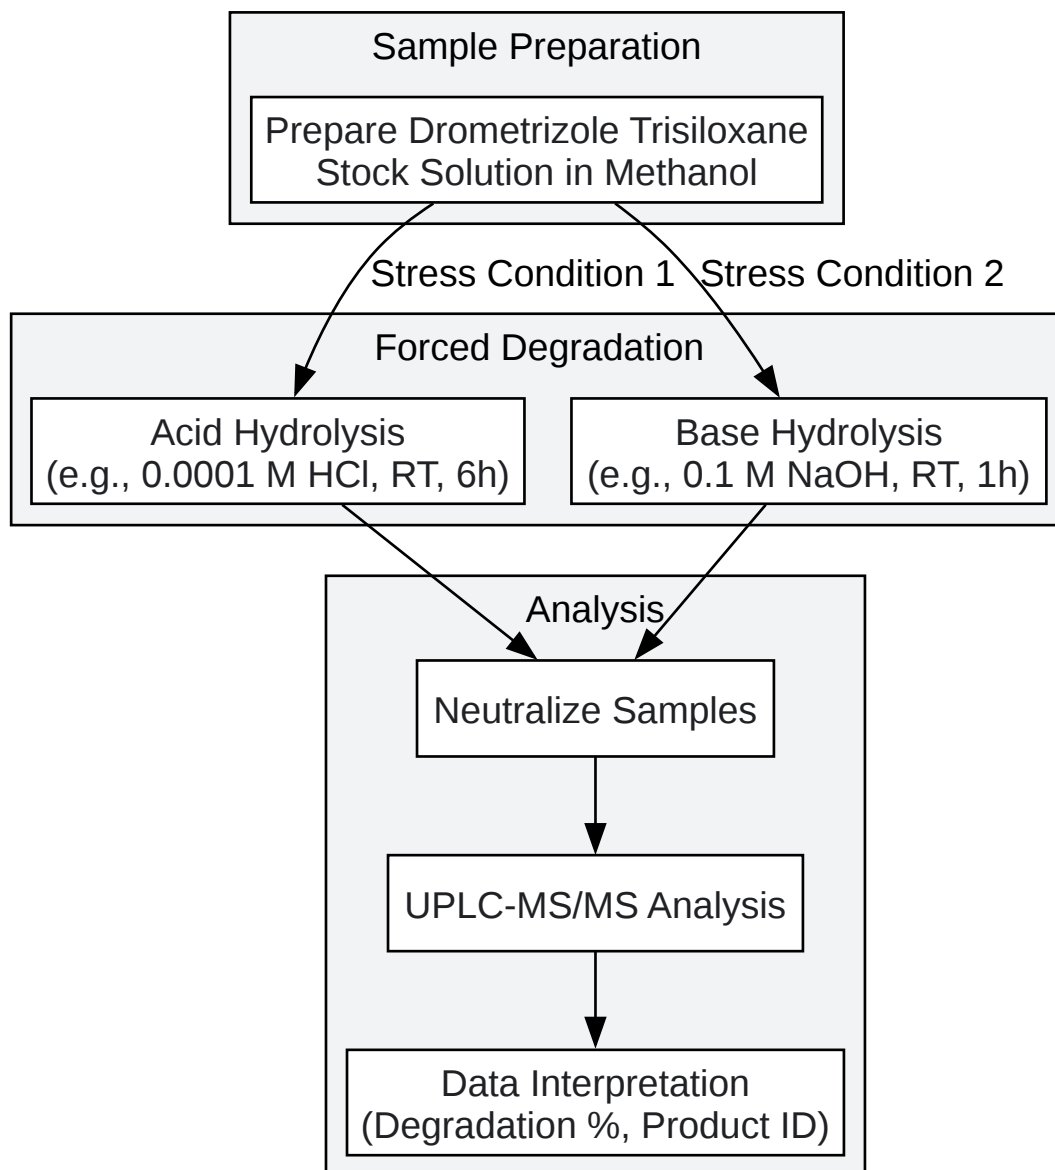 Sample Preparation
Prepare Drometrizole Trisiloxane
Stock Solution in Methanol
Stress Condition 1
Stress Condition 2
Forced Degradation
Acid Hydrolysis
(e.g., 0.0001 M HCl, RT, 6h)
Base Hydrolysis
(e.g., 0.1 M NaOH, RT, 1h)
Analysis
Neutralize Samples
UPLC-MS/MS Analysis
Data Interpretation
(Degradation %, Product ID)